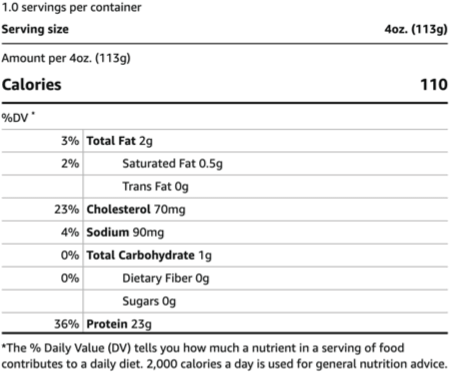 1.0 servings per container
Serving size 4oz. (113g)
Amount per 4oz. (113g)
Calories 110
%DV *
3% Total Fat 2g
2% Saturated Fat 0.5g
Trans Fat 0g
23% Cholesterol 70mg
4% Sodium 90mg
0% Total Carbohydrate 1g
0% Dietary Fiber 0g
Sugars 0g
36% Protein 23g
*The % Daily Value (DV) tells you how much a nutrient in a serving of food
contributes to a daily diet. 2,000 calories a day is used for general nutrition advice.